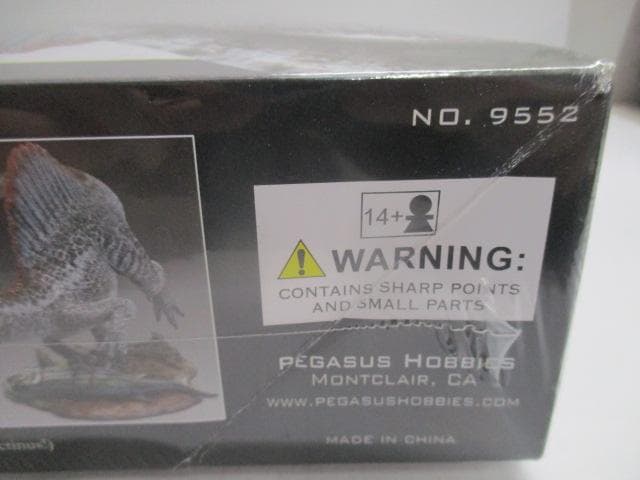 NO. 9552
14+
WARNING:
CONTAINS SHARP POINTS
AND SMALL PARTS
PEGASUS HOBBIES
MONTCLAIR, CA
WWW.PEGASUSHOBBIES.COM
MADE IN CHINA